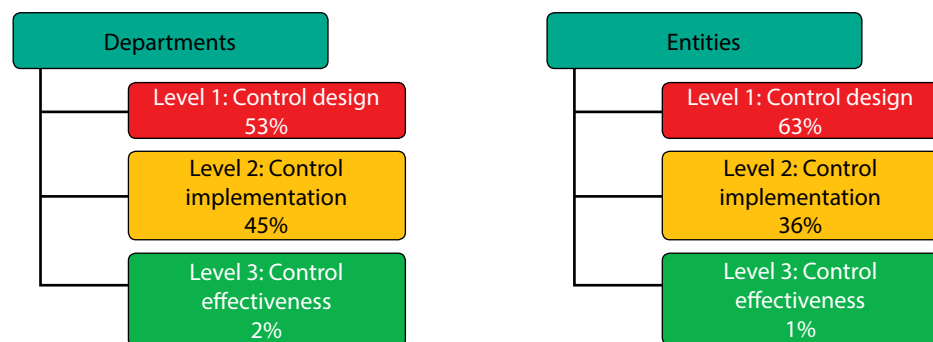 Departments
Level 1: Control design
53%
Level 2: Control
implementation
45%
Level 3: Control
effectiveness
2%
Entities
Level 1: Control design
63%
Level 2: Control
implementation
36%
Level 3: Control
effectiveness
1%